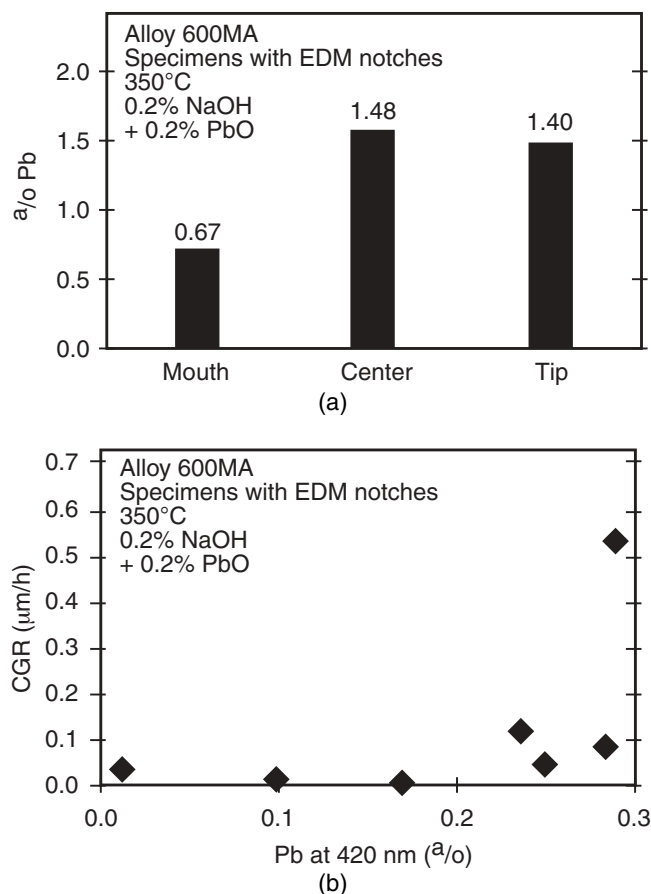 Alloy 600MA
Specimens with EDM notches
350°C
0.2% NaOH
+ 0.2% PbO
a/o Pb
2.0
1.5
1.0
0.5
0.0
0.67
1.48
1.40
Mouth Center Tip
(a)
Alloy 600MA
Specimens with EDM notches
350°C
0.2% NaOH
+ 0.2% PbO
CGR (μm/h)
0.7
0.6
0.5
0.4
0.3
0.2
0.1
0.0
0.0 0.1 0.2 0.3
Pb at 420 nm (a/o)
(b)